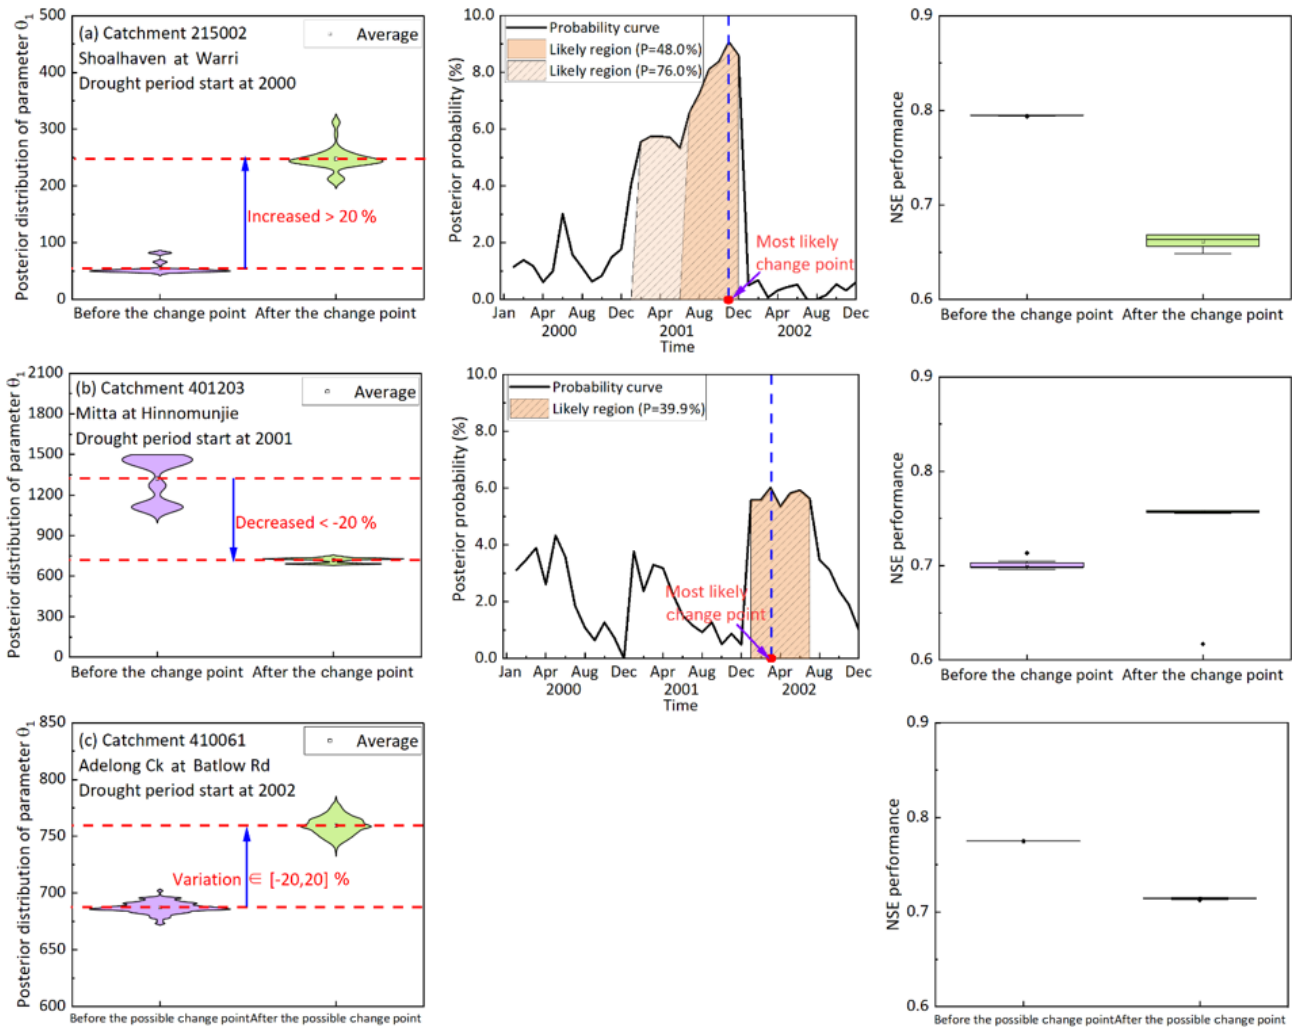 (a) Catchment 215002
Average
Shoalhaven at Warri
Drought period start at 2000
Increased > 20 %
Posterior distribution of parameter θ1
500
400
300
200
100
0
Before the change point
After the change point
Probability curve
Likely region (P=48.0%)
Likely region (P=76.0%)
Most likely
change point
Posterior probability (%)
10.0
8.0
6.0
4.0
2.0
0.0
Jan Apr Aug Dec Apr Aug Dec Apr Aug Dec
2000 2001 2002
Time
NSE performance
0.9
0.8
0.7
0.6
Before the change point
After the change point
(b) Catchment 401203
Average
Mitta at Hinnomunjie
Drought period start at 2001
Decreased < -20 %
Posterior distribution of parameter θ1
2100
1800
1500
1200
900
600
300
0
Before the change point
After the change point
Probability curve
Likely region (P=39.9%)
Most likely
change point
Posterior probability (%)
10.0
8.0
6.0
4.0
2.0
0.0
Jan Apr Aug Dec Apr Aug Dec Apr Aug Dec
2000 2001 2002
Time
NSE performance
0.9
0.8
0.7
0.6
Before the change point
After the change point
(c) Catchment 410061
Average
Adelong Ck at Batlow Rd
Drought period start at 2002
Variation ∈ [-20,20] %
Posterior distribution of parameter θ1
850
800
750
700
650
600
Before the possible change point
After the possible change point
NSE performance
0.9
0.8
0.7
0.6
Before the possible change point
After the possible change point